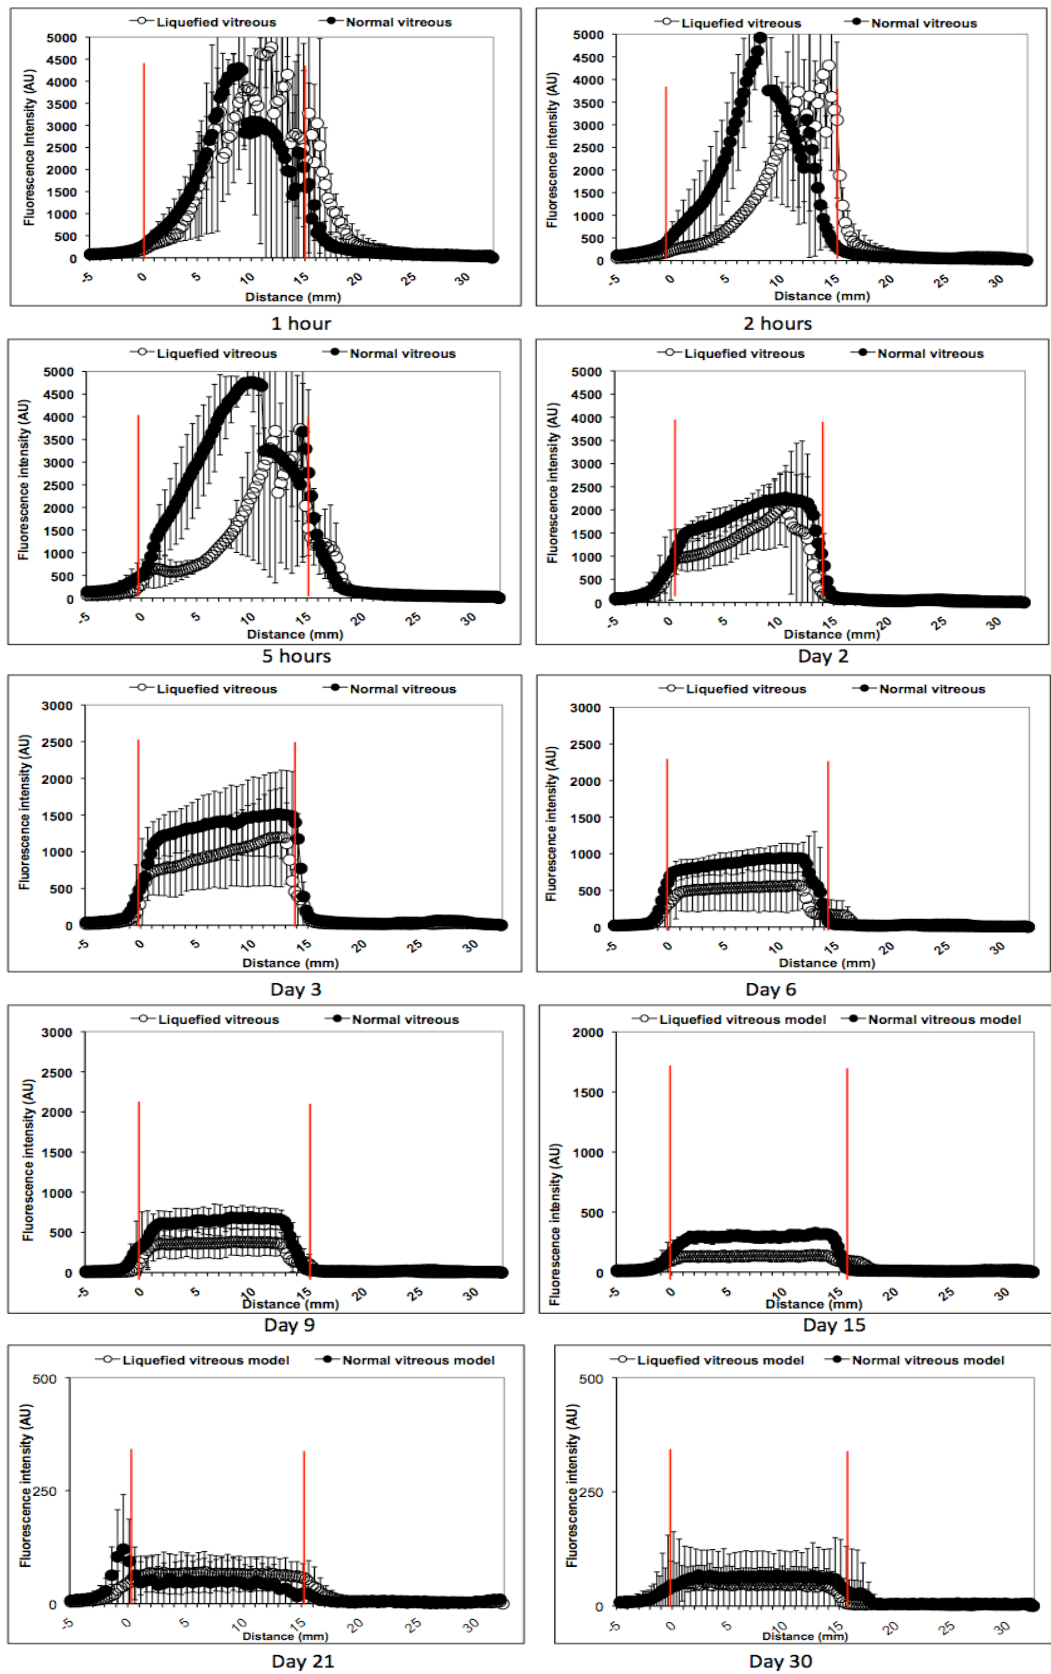 Liquefied vitreous Normal vitreous
Fluorescence intensity (AU)
5000
4500
4000
3500
3000
2500
2000
1500
1000
500
0
-5 0 5 10 15 20 25 30
Distance (mm)
1 hour
Liquefied vitreous Normal vitreous
Fluorescence intensity (AU)
5000
4500
4000
3500
3000
2500
2000
1500
1000
500
0
-5 0 5 10 15 20 25 30
Distance (mm)
2 hours
Liquefied vitreous Normal vitreous
Fluorescence intensity (AU)
5000
4500
4000
3500
3000
2500
2000
1500
1000
500
0
-5 0 5 10 15 20 25 30
Distance (mm)
5 hours
Liquefied vitreous Normal vitreous
Fluorescence intensity (AU)
5000
4500
4000
3500
3000
2500
2000
1500
1000
500
0
-5 0 5 10 15 20 25 30
Distance (mm)
Day 2
Liquefied vitreous Normal vitreous
Fluorescence intensity (AU)
3000
2500
2000
1500
1000
500
0
-5 0 5 10 15 20 25 30
Distance (mm)
Day 3
Liquefied vitreous Normal vitreous
Fluorescence intensity (AU)
3000
2500
2000
1500
1000
500
0
-5 0 5 10 15 20 25 30
Distance (mm)
Day 6
Liquefied vitreous Normal vitreous
Fluorescence intensity (AU)
3000
2500
2000
1500
1000
500
0
-5 0 5 10 15 20 25 30
Distance (mm)
Day 9
Liquefied vitreous model Normal vitreous model
Fluorescence intensity (AU)
2000
1500
1000
500
0
-5 0 5 10 15 20 25 30
Distance (mm)
Day 15
Liquefied vitreous model Normal vitreous model
Fluorescence intensity (AU)
500
250
0
-5 0 5 10 15 20 25 30
Distance (mm)
Day 21
Liquefied vitreous model Normal vitreous model
Fluorescence intensity (AU)
500
250
0
-5 0 5 10 15 20 25 30
Distance (mm)
Day 30